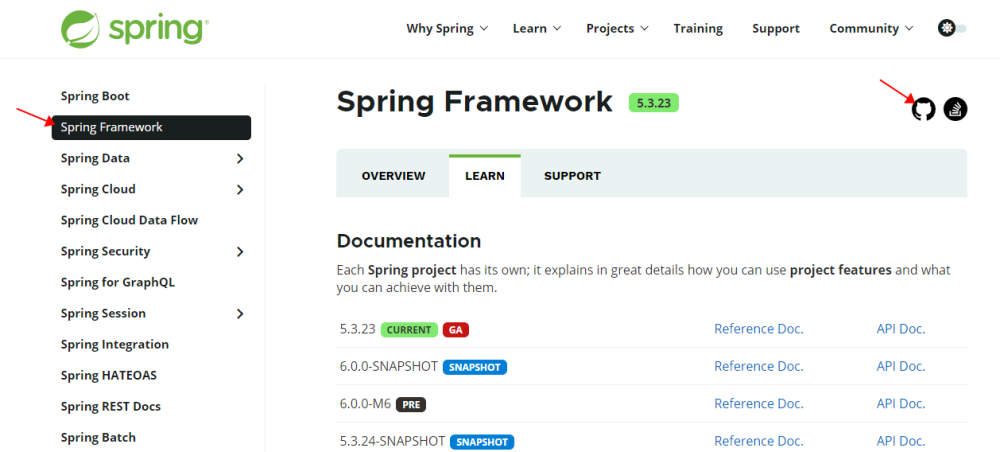 spring
Why Spring Learn Projects Training Support Community
Spring Boot
Spring Framework
Spring Data
Spring Cloud
Spring Cloud Data Flow
Spring Security
Spring for GraphQL
Spring Session
Spring Integration
Spring HATEOAS
Spring REST Docs
Spring Batch
Spring Framework 5.3.23
OVERVIEW LEARN SUPPORT
Documentation
Each Spring project has its own; it explains in great details how you can use project features and what
you can achieve with them.
5.3.23 CURRENT GA Reference Doc. API Doc.
6.0.0-SNAPSHOT SNAPSHOT Reference Doc. API Doc.
6.0.0-M6 PRE Reference Doc. API Doc.
5.3.24-SNAPSHOT SNAPSHOT Reference Doc. API Doc.